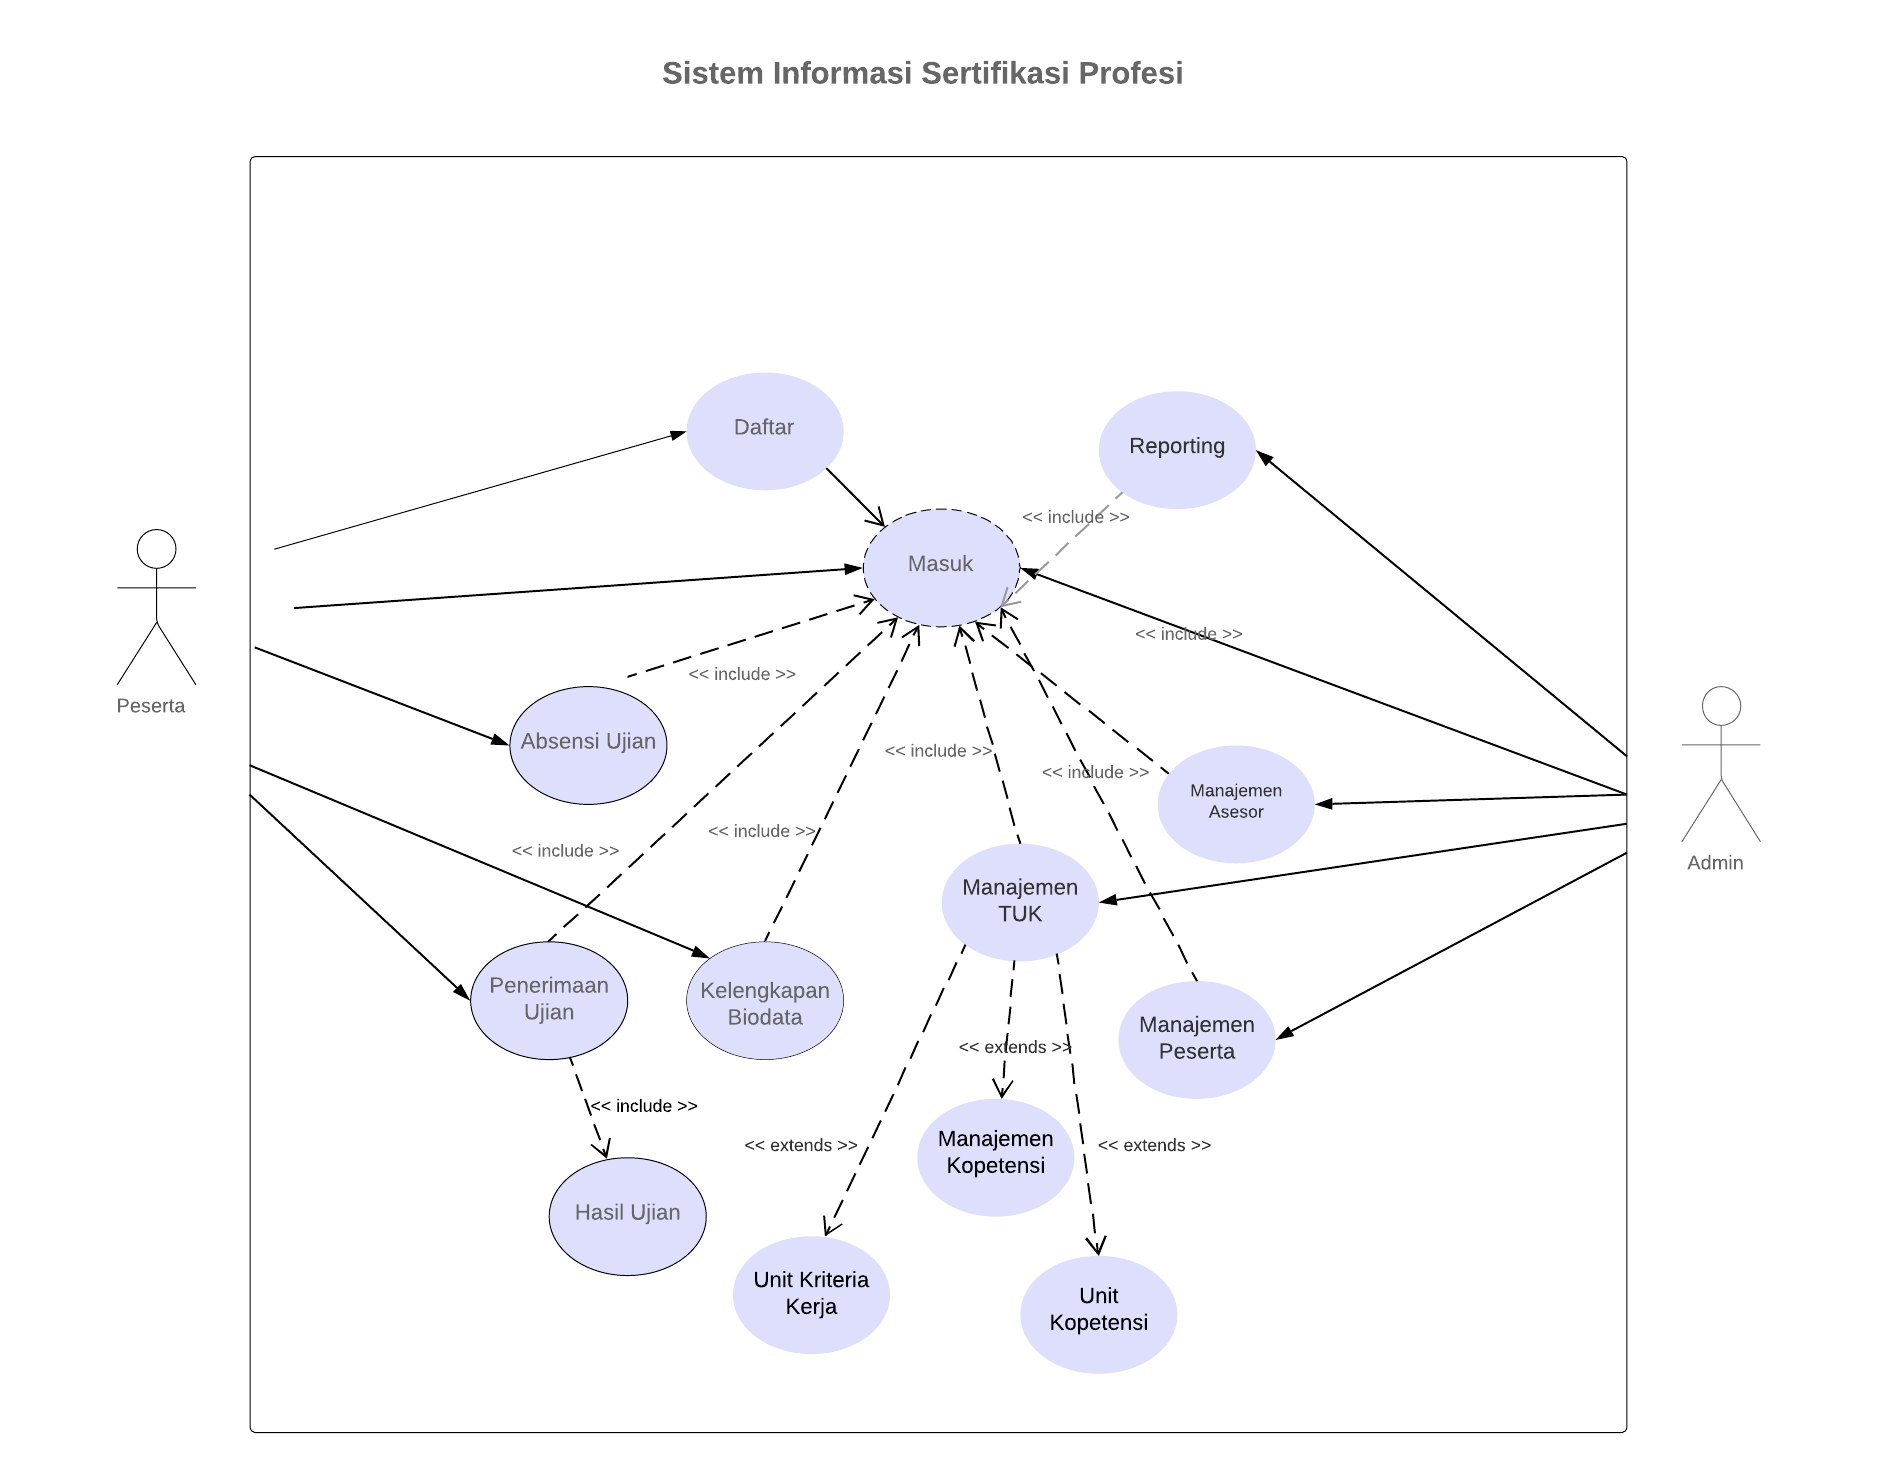 Sistem Informasi Sertifikasi Profesi
Daftar
Reporting
<< include >>
Masuk
<< include >>
<< include >>
Peserta
Absensi Ujian
<< include >>
<< include >>
Manajemen
Asesor
<< include >>
<< include >>
Admin
Manajemen
TUK
Penerimaan
Ujian
Kelengkapan
Biodata
Manajemen
Peserta
<< extends >>
<< include >>
Manajemen
Kopetensi
<< extends >>
<< extends >>
Hasil Ujian
Unit Kriteria
Kerja
Unit
Kopetensi